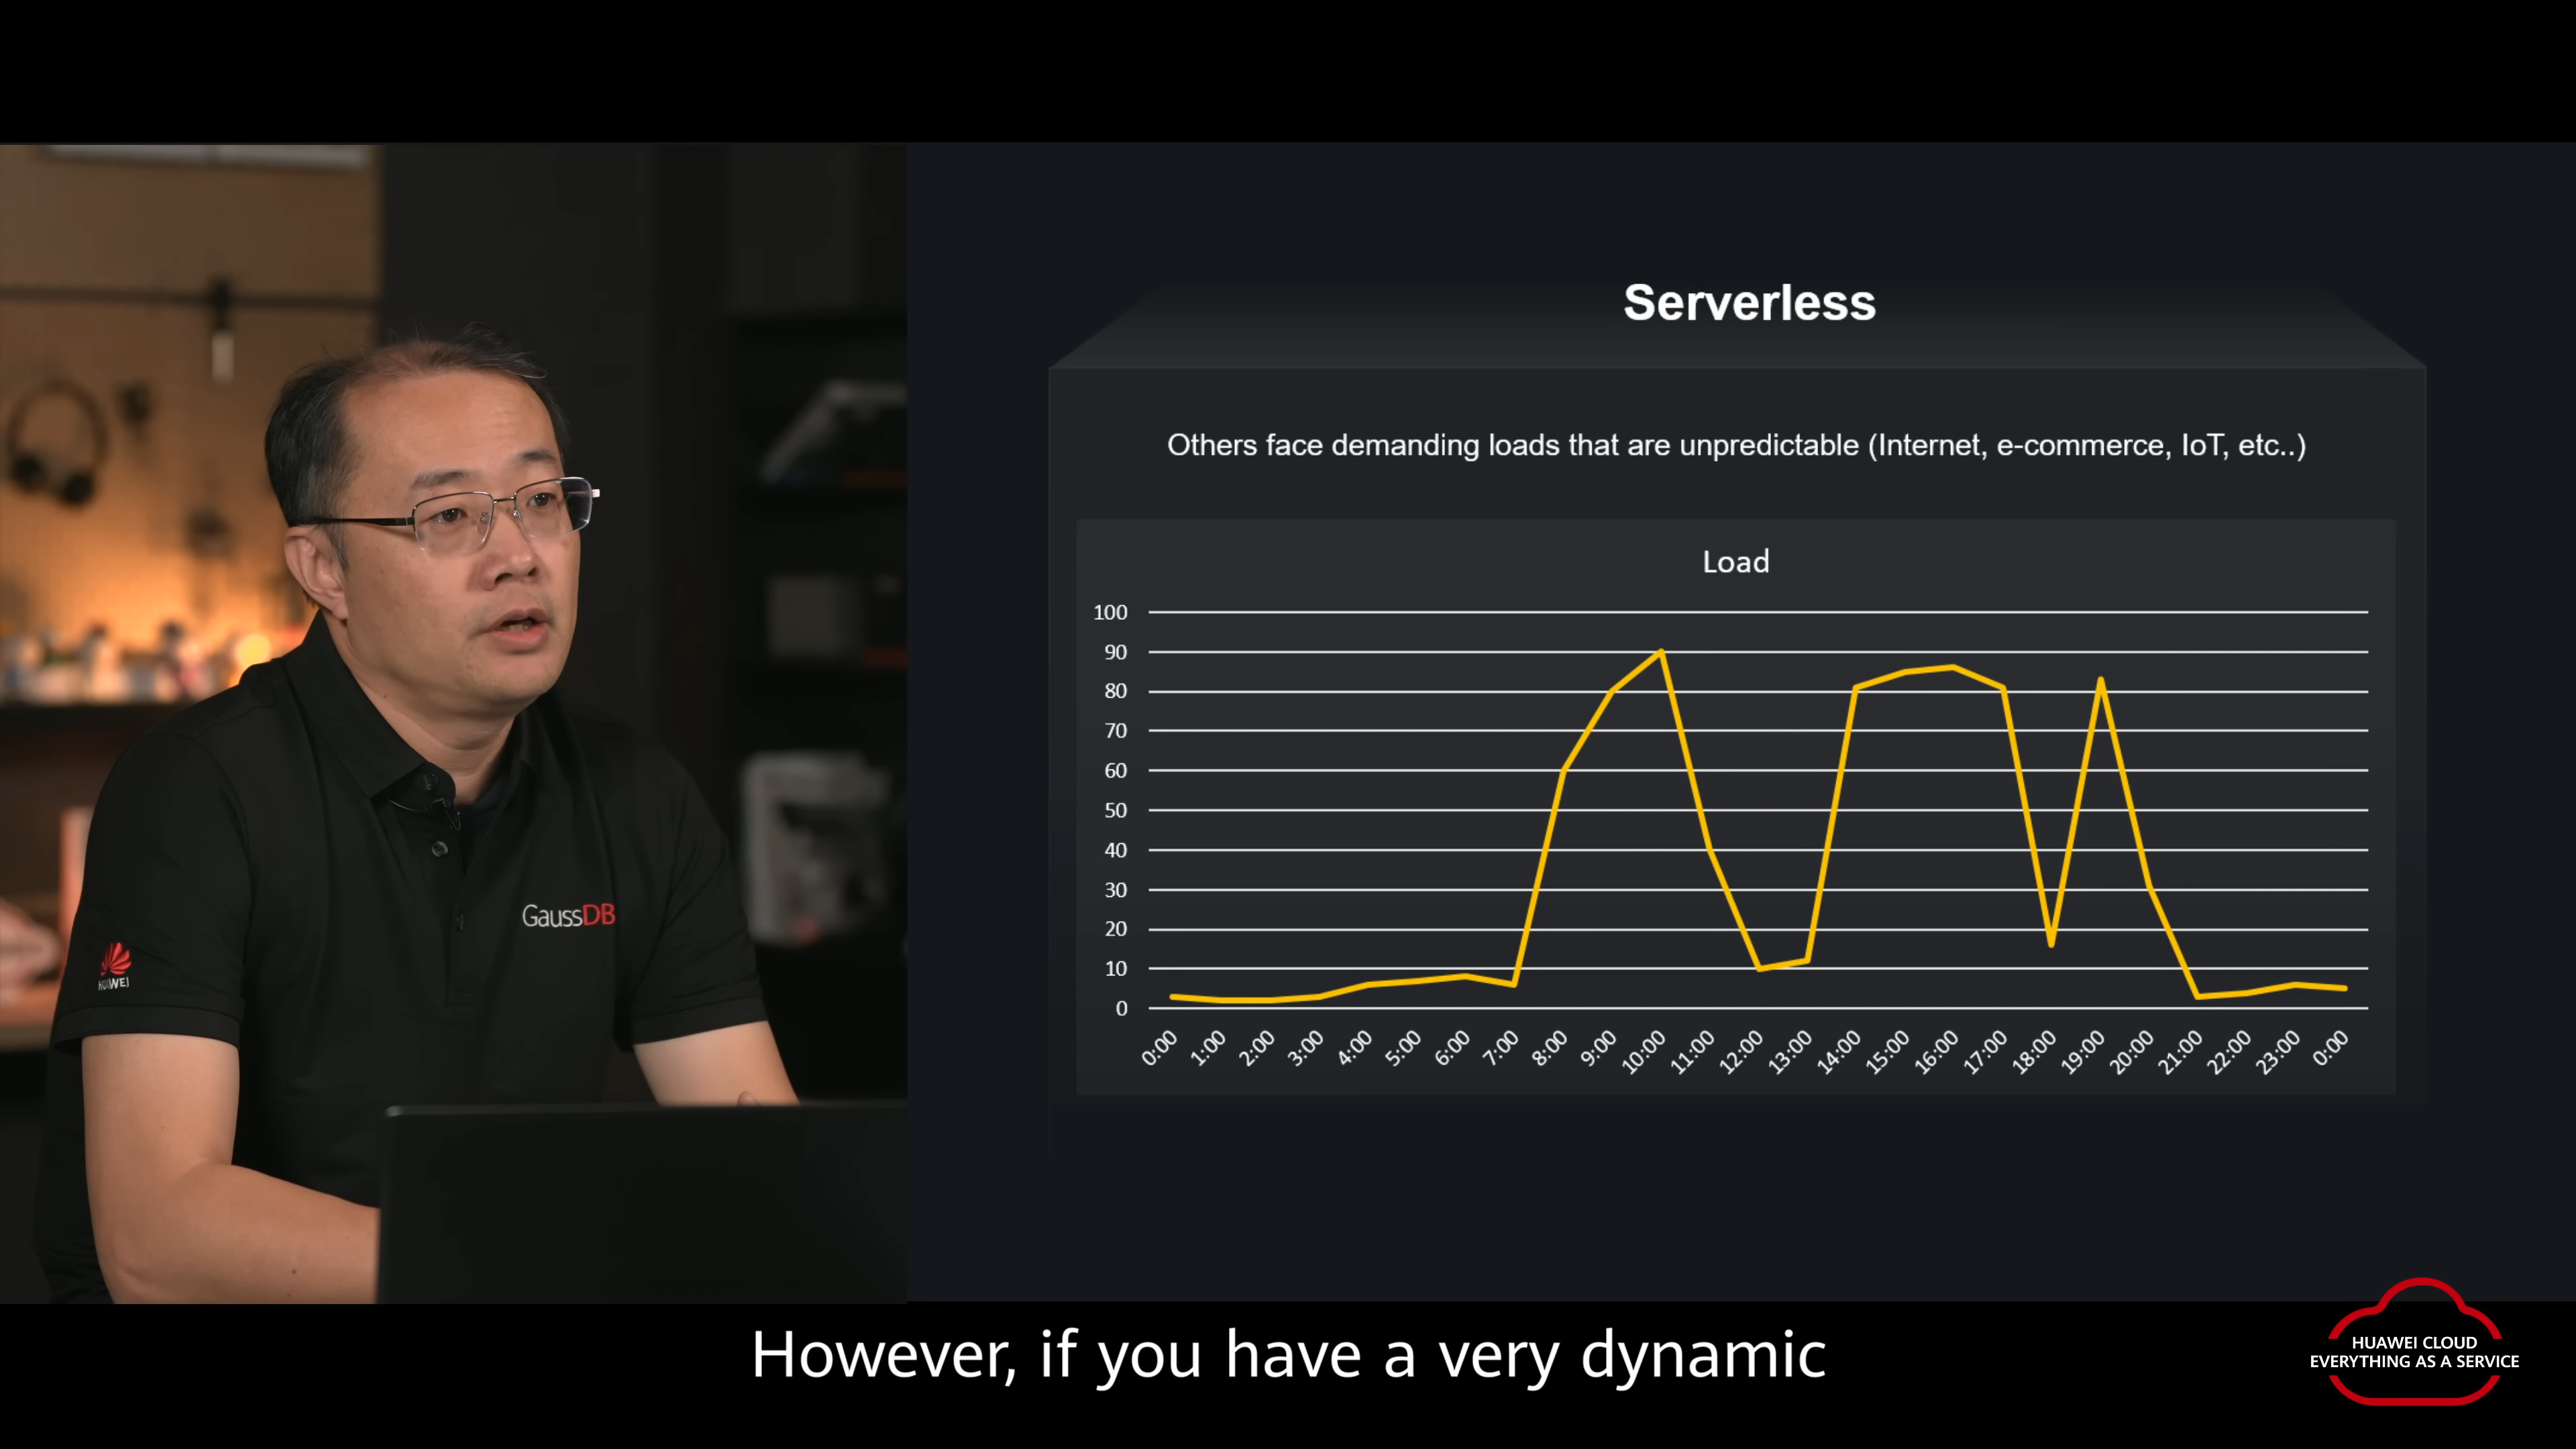 Serverless
Others face demanding loads that are unpredictable (Internet, e-commerce, IoT, etc..)
Load
100
90
80
70
60
50
40
30
20
10
0
0:00 1:00 2:00 3:00 4:00 5:00 6:00 7:00 8:00 9:00 10:00 11:00 12:00 13:00 14:00 15:00 16:00 17:00 18:00 19:00 20:00 21:00 22:00 23:00 0:00
GaussDB
HUAWEI
However, if you have a very dynamic
HUAWEI CLOUD
EVERYTHING AS A SERVICE